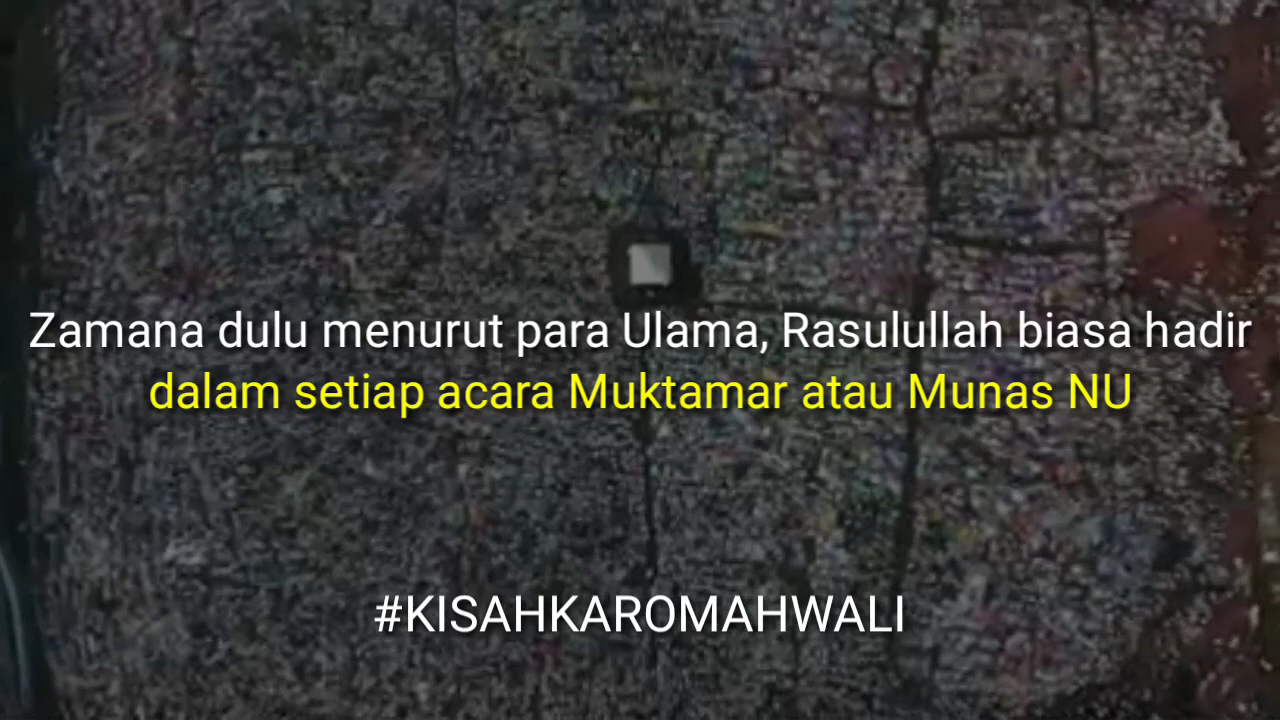 Zamana dulu menurut para Ulama, Rasulullah biasa hadir
dalam setiap acara Muktamar atau Munas NU
#KISAHKAROMAHWALI